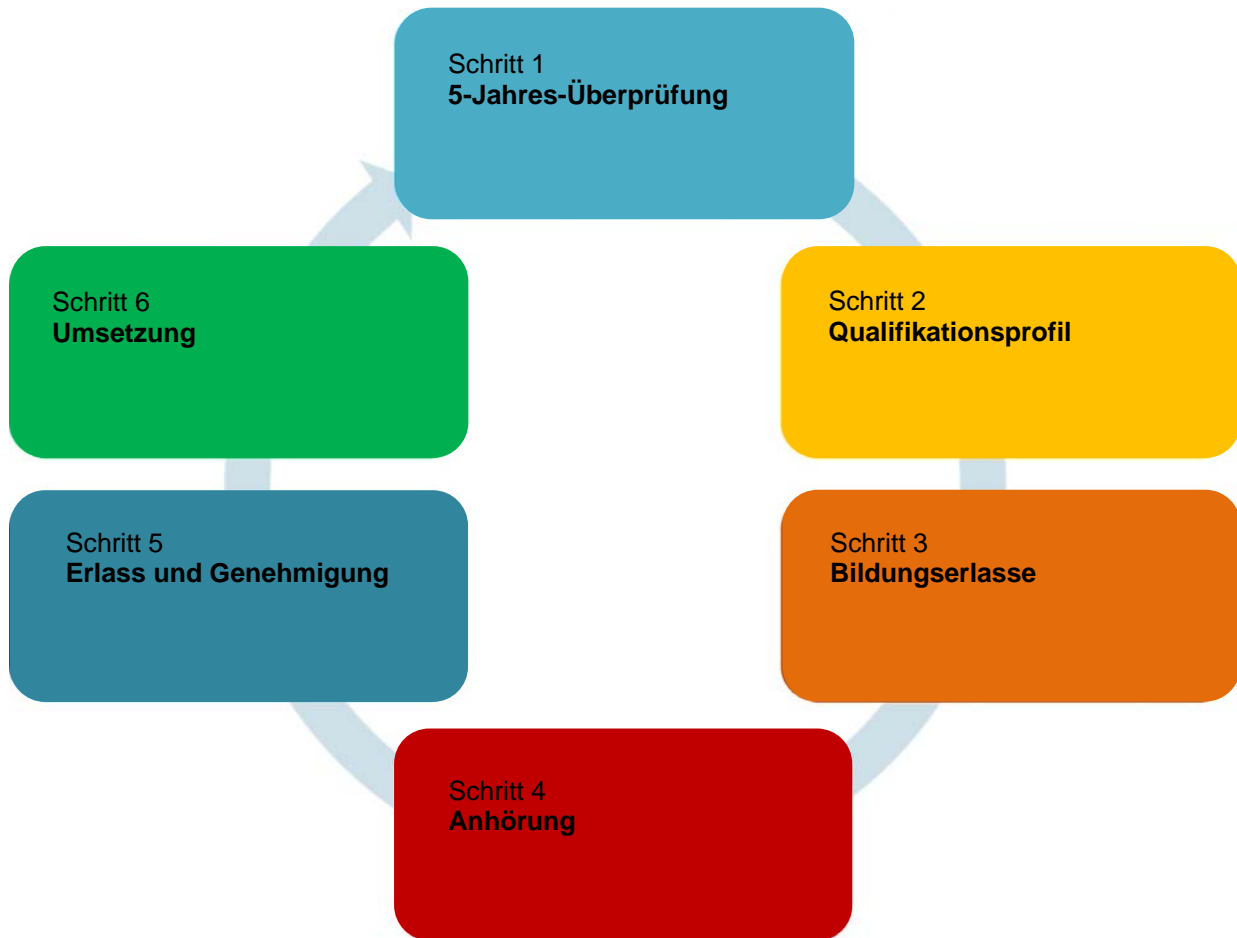 Schritt 1
5-Jahres-Überprüfung
Schritt 2
Qualifikationsprofil
Schritt 3
Bildungserlasse
Schritt 4
Anhörung
Schritt 5
Erlass und Genehmigung
Schritt 6
Umsetzung